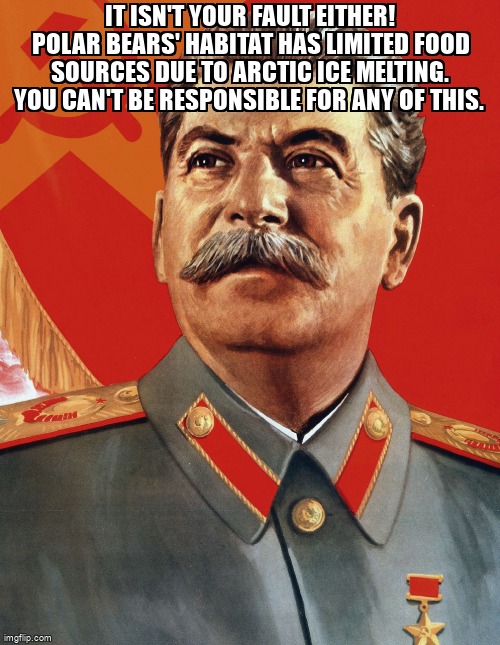 IT ISN'T YOUR FAULT EITHER!
POLAR BEARS' HABITAT HAS LIMITED FOOD
SOURCES DUE TO ARCTIC ICE MELTING.
YOU CAN'T BE RESPONSIBLE FOR ANY OF THIS.
imgflip.com